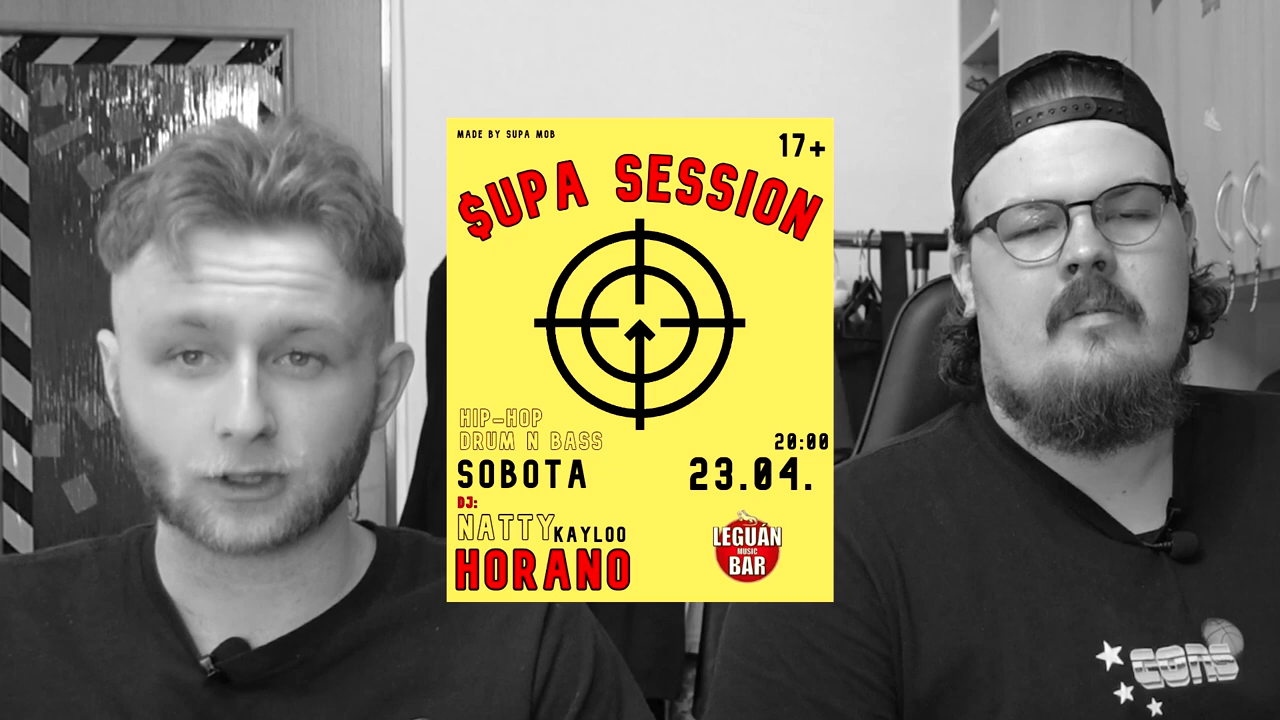 MADE BY SUPA MOB
17+
$UPA SESSION
HIP-HOP
DRUM N BASS
20:00
SOBOTA
23.04.
DJ:
NATTY KAYLOO
HORANO
LEGUÁN
MUSIC
BAR
CONS